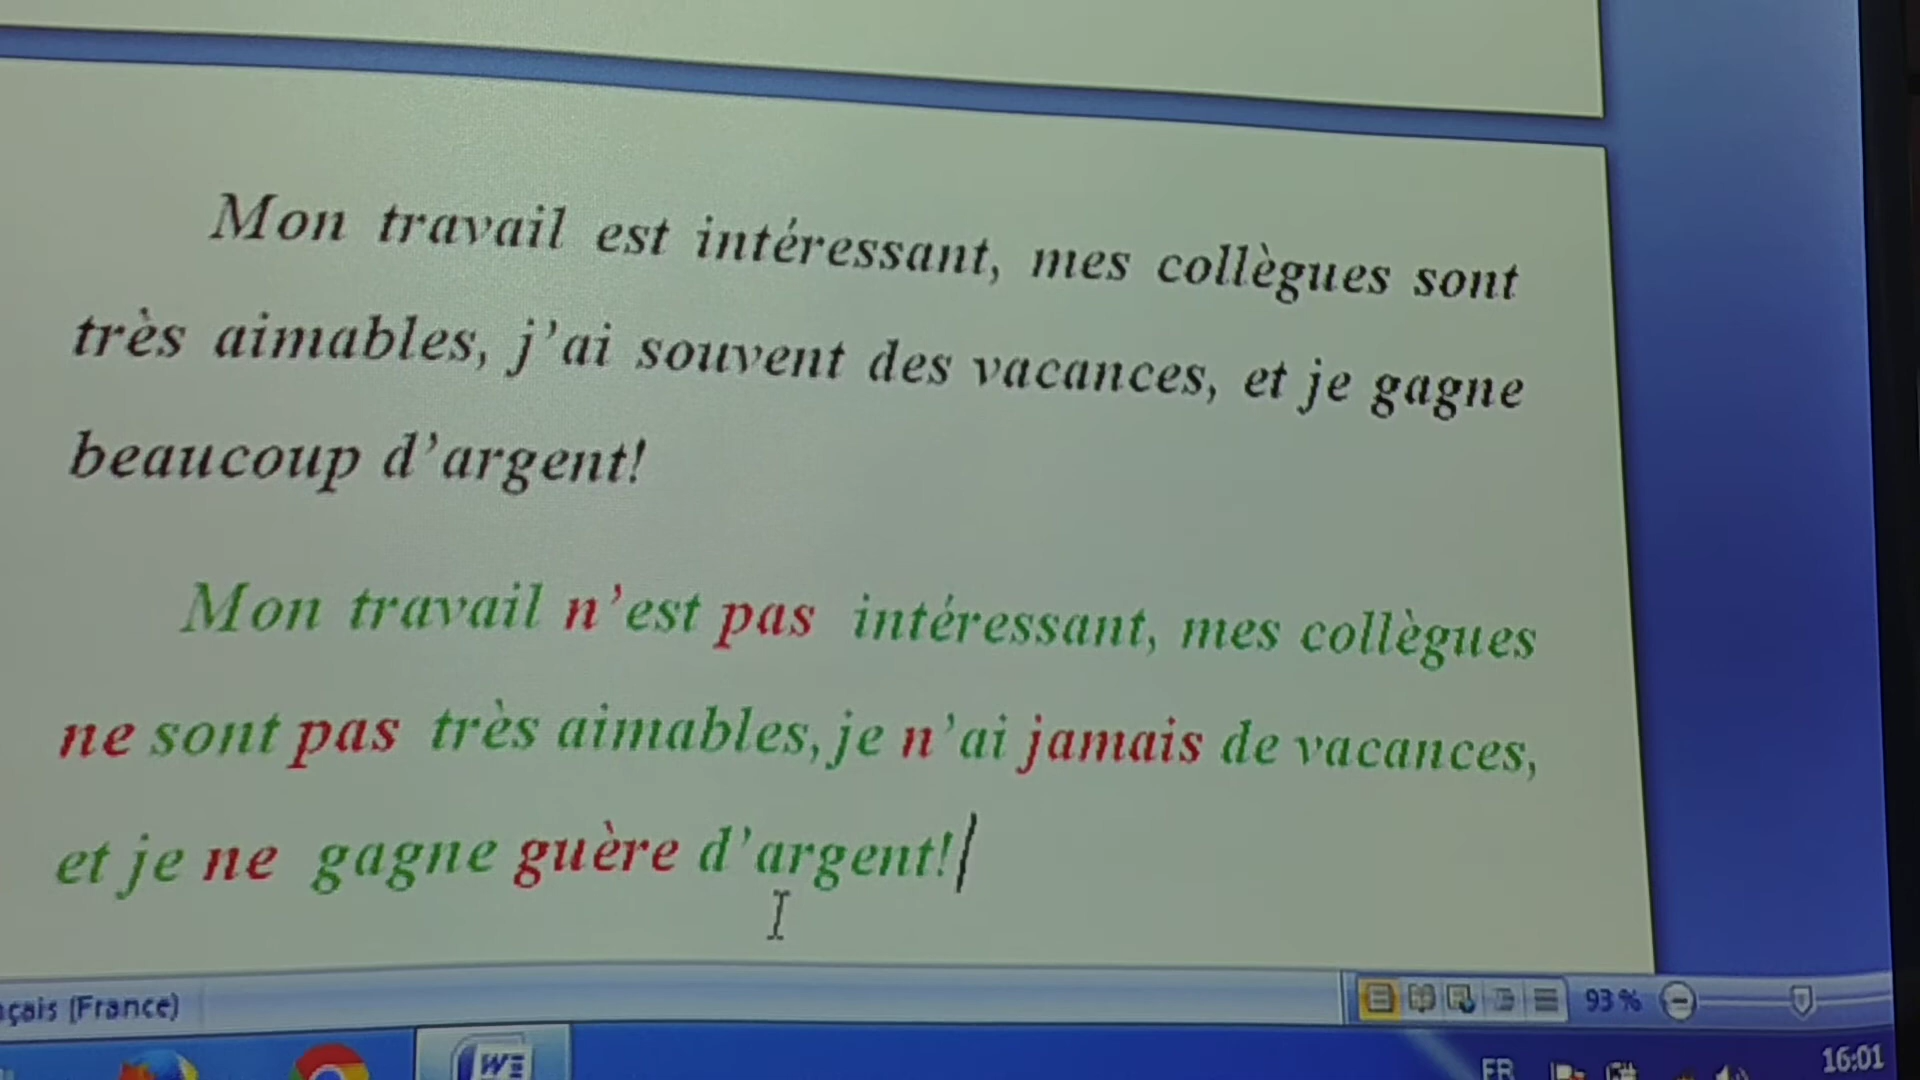 Mon travail est intéressant, mes collègues sont
très aimables, j’ai souvent des vacances, et je gagne
beaucoup d’argent!
Mon travail n’est pas intéressant, mes collègues
ne sont pas très aimables, je n’ai jamais de vacances,
et je ne gagne guère d’argent!
çais (France)
93 %
FR
16:01